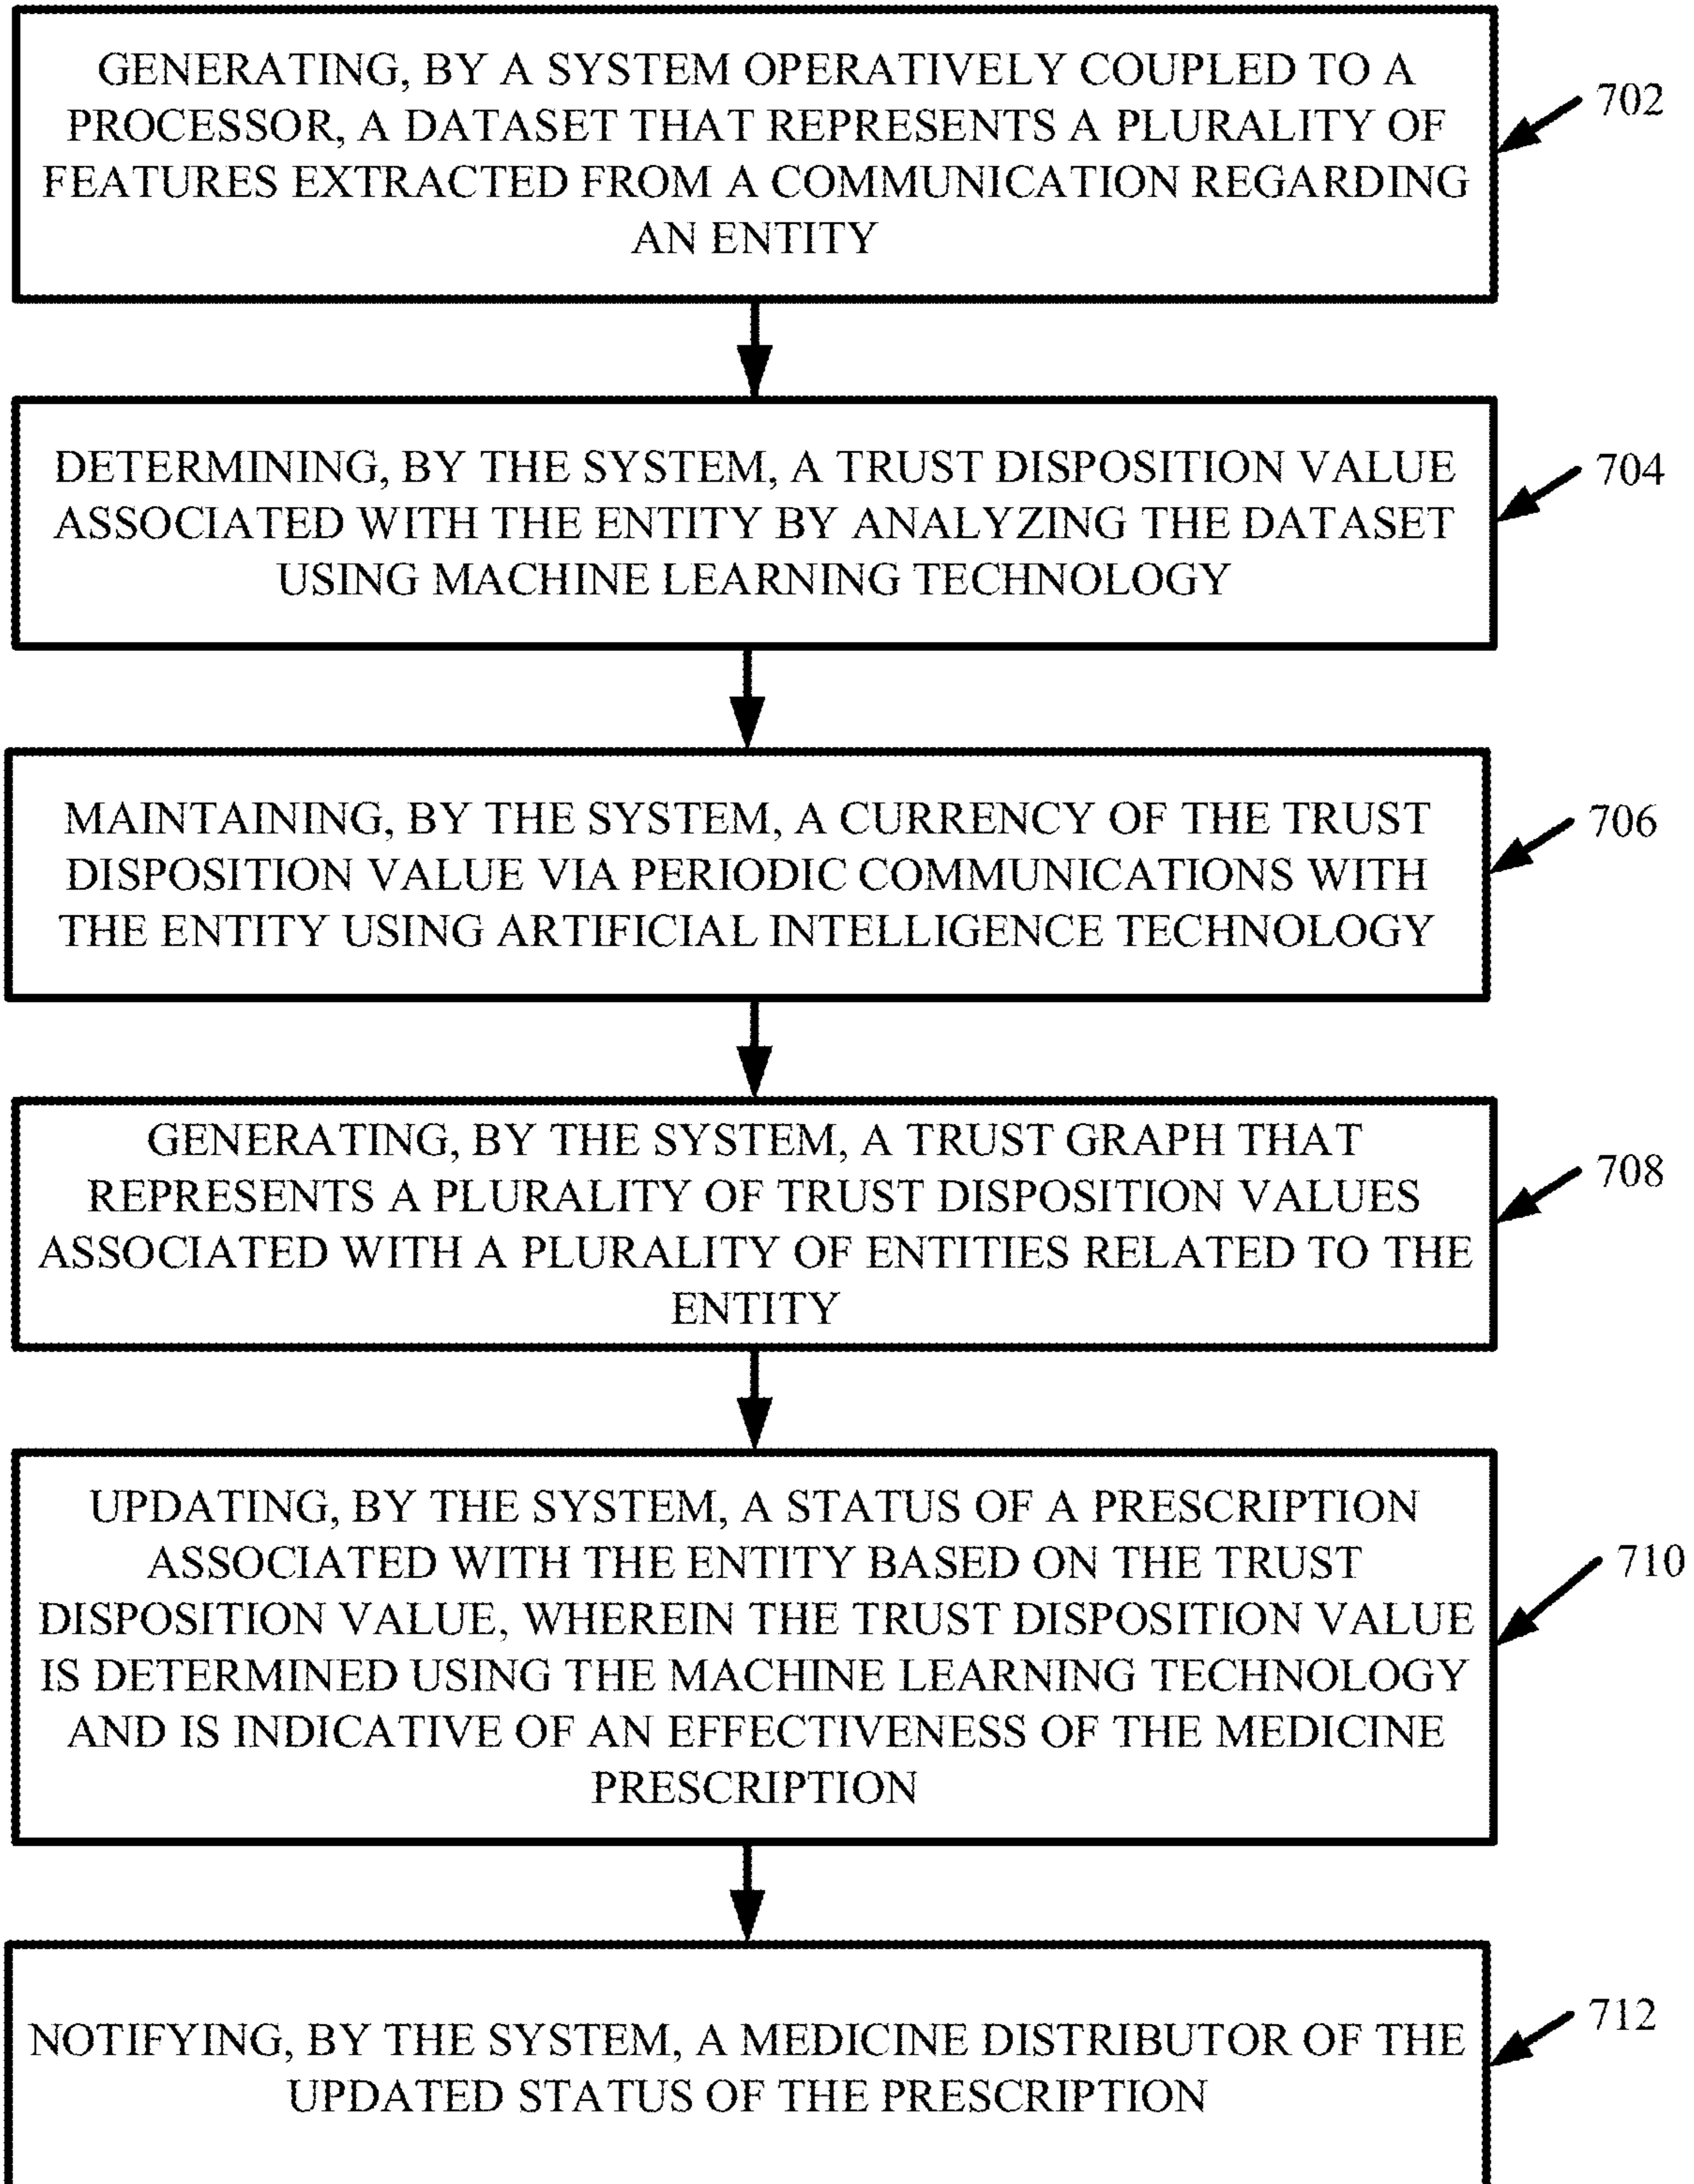 GENERATING, BY A SYSTEM OPERATIVELY COUPLED TO A
PROCESSOR, A DATASET THAT REPRESENTS A PLURALITY OF
FEATURES EXTRACTED FROM A COMMUNICATION REGARDING
AN ENTITY
702
DETERMINING, BY THE SYSTEM, A TRUST DISPOSITION VALUE
ASSOCIATED WITH THE ENTITY BY ANALYZING THE DATASET
USING MACHINE LEARNING TECHNOLOGY
704
MAINTAINING, BY THE SYSTEM, A CURRENCY OF THE TRUST
DISPOSITION VALUE VIA PERIODIC COMMUNICATIONS WITH
THE ENTITY USING ARTIFICIAL INTELLIGENCE TECHNOLOGY
706
GENERATING, BY THE SYSTEM, A TRUST GRAPH THAT
REPRESENTS A PLURALITY OF TRUST DISPOSITION VALUES
ASSOCIATED WITH A PLURALITY OF ENTITIES RELATED TO THE
ENTITY
708
UPDATING, BY THE SYSTEM, A STATUS OF A PRESCRIPTION
ASSOCIATED WITH THE ENTITY BASED ON THE TRUST
DISPOSITION VALUE, WHEREIN THE TRUST DISPOSITION VALUE
IS DETERMINED USING THE MACHINE LEARNING TECHNOLOGY
AND IS INDICATIVE OF AN EFFECTIVENESS OF THE MEDICINE
PRESCRIPTION
710
NOTIFYING, BY THE SYSTEM, A MEDICINE DISTRIBUTOR OF THE
UPDATED STATUS OF THE PRESCRIPTION
712